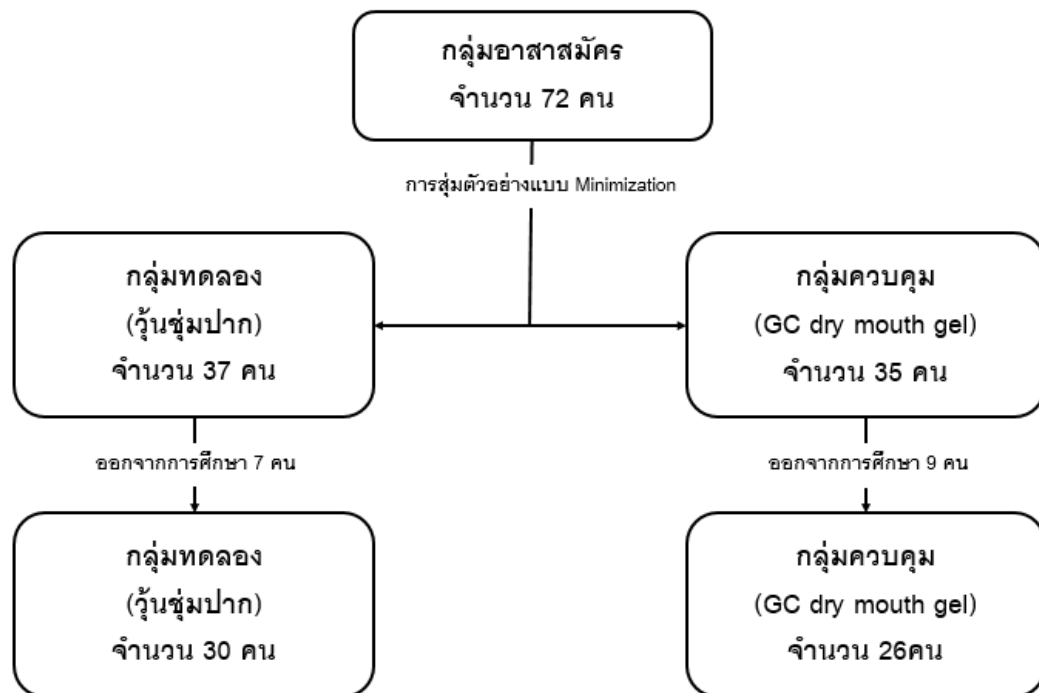 กลุ่มอาสาสมัคร
จำนวน 72 คน
การสุ่มตัวอย่างแบบ Minimization
กลุ่มทดลอง
(วุ้นชุ่มปาก)
จำนวน 37 คน
กลุ่มควบคุม
(GC dry mouth gel)
จำนวน 35 คน
ออกจากการศึกษา 7 คน
ออกจากการศึกษา 9 คน
กลุ่มทดลอง
(วุ้นชุ่มปาก)
จำนวน 30 คน
กลุ่มควบคุม
(GC dry mouth gel)
จำนวน 26คน